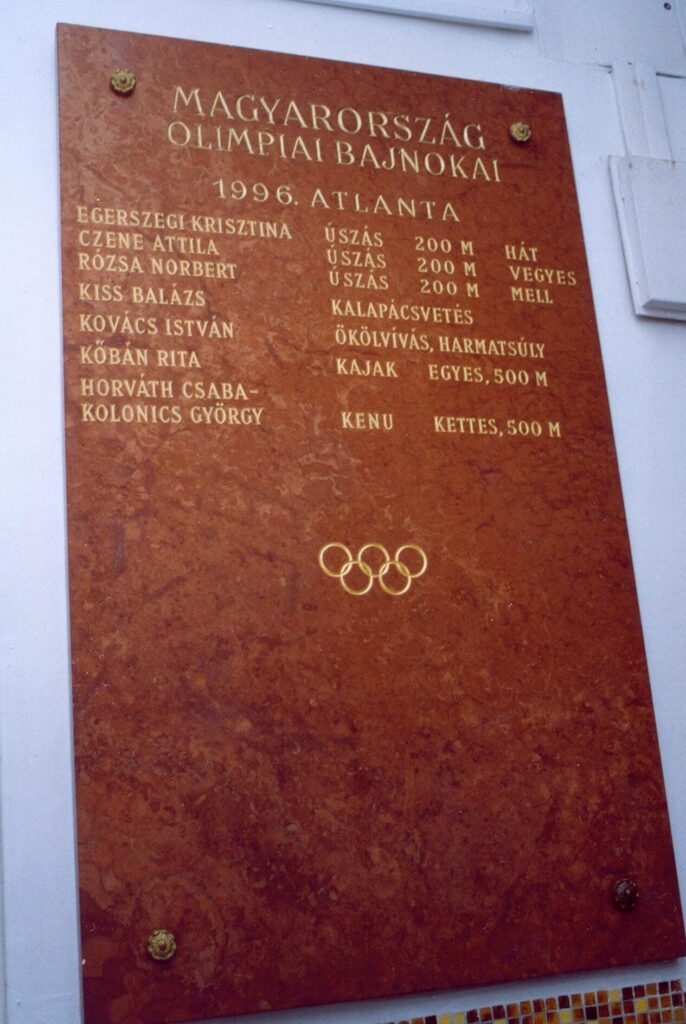 MAGYARORSZÁG
OLIMPIAI BAJNOKAI
1996. ATLANTA
EGERSZEGI KRISZTINA ÚSZÁS 200 M HÁT
CZENE ATTILA ÚSZÁS 200 M VEGYES
RÓZSA NORBERT ÚSZÁS 200 M MELL
KISS BALÁZS KALAPÁCSVETÉS
KOVÁCS ISTVÁN ÖKÖLVÍVÁS, HARMATSÚLY
KŐBÁN RITA KAJAK EGYES, 500 M
HORVÁTH CSABA-
KOLONICS GYÖRGY KENU KETTES, 500 M